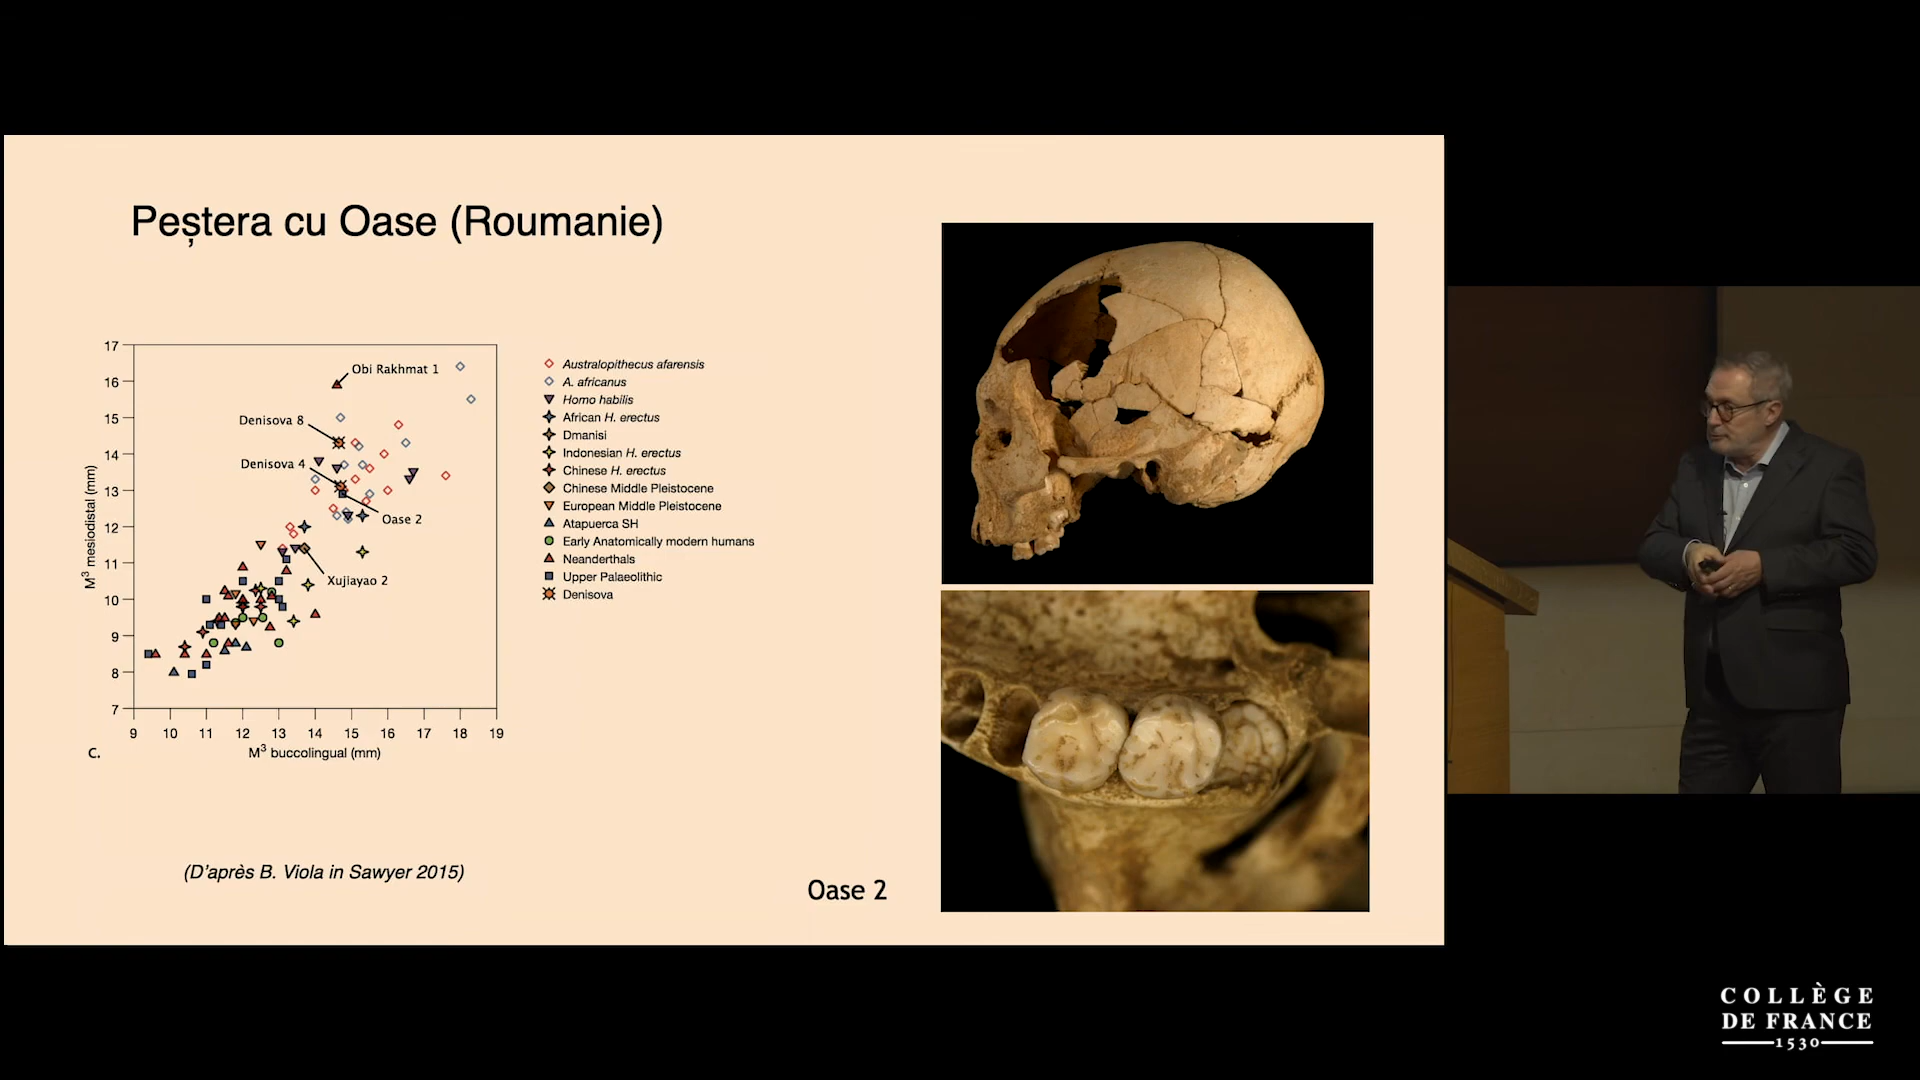 Peștera cu Oase (Roumanie)
17
16
15
14
13
12
11
10
9
8
7
M³ mesiodistal (mm)
Obi Rakhmat 1
Denisova 8
Denisova 4
Oase 2
Xujiayao 2
9 10 11 12 13 14 15 16 17 18 19
M³ buccolingual (mm)
C.
Australopithecus afarensis
A. africanus
Homo habilis
African H. erectus
Dmanisi
Indonesian H. erectus
Chinese H. erectus
Chinese Middle Pleistocene
European Middle Pleistocene
Atapuerca SH
Early Anatomically modern humans
Neanderthals
Upper Palaeolithic
Denisova
(D'après B. Viola in Sawyer 2015)
Oase 2
COLLÈGE
DE FRANCE
1530